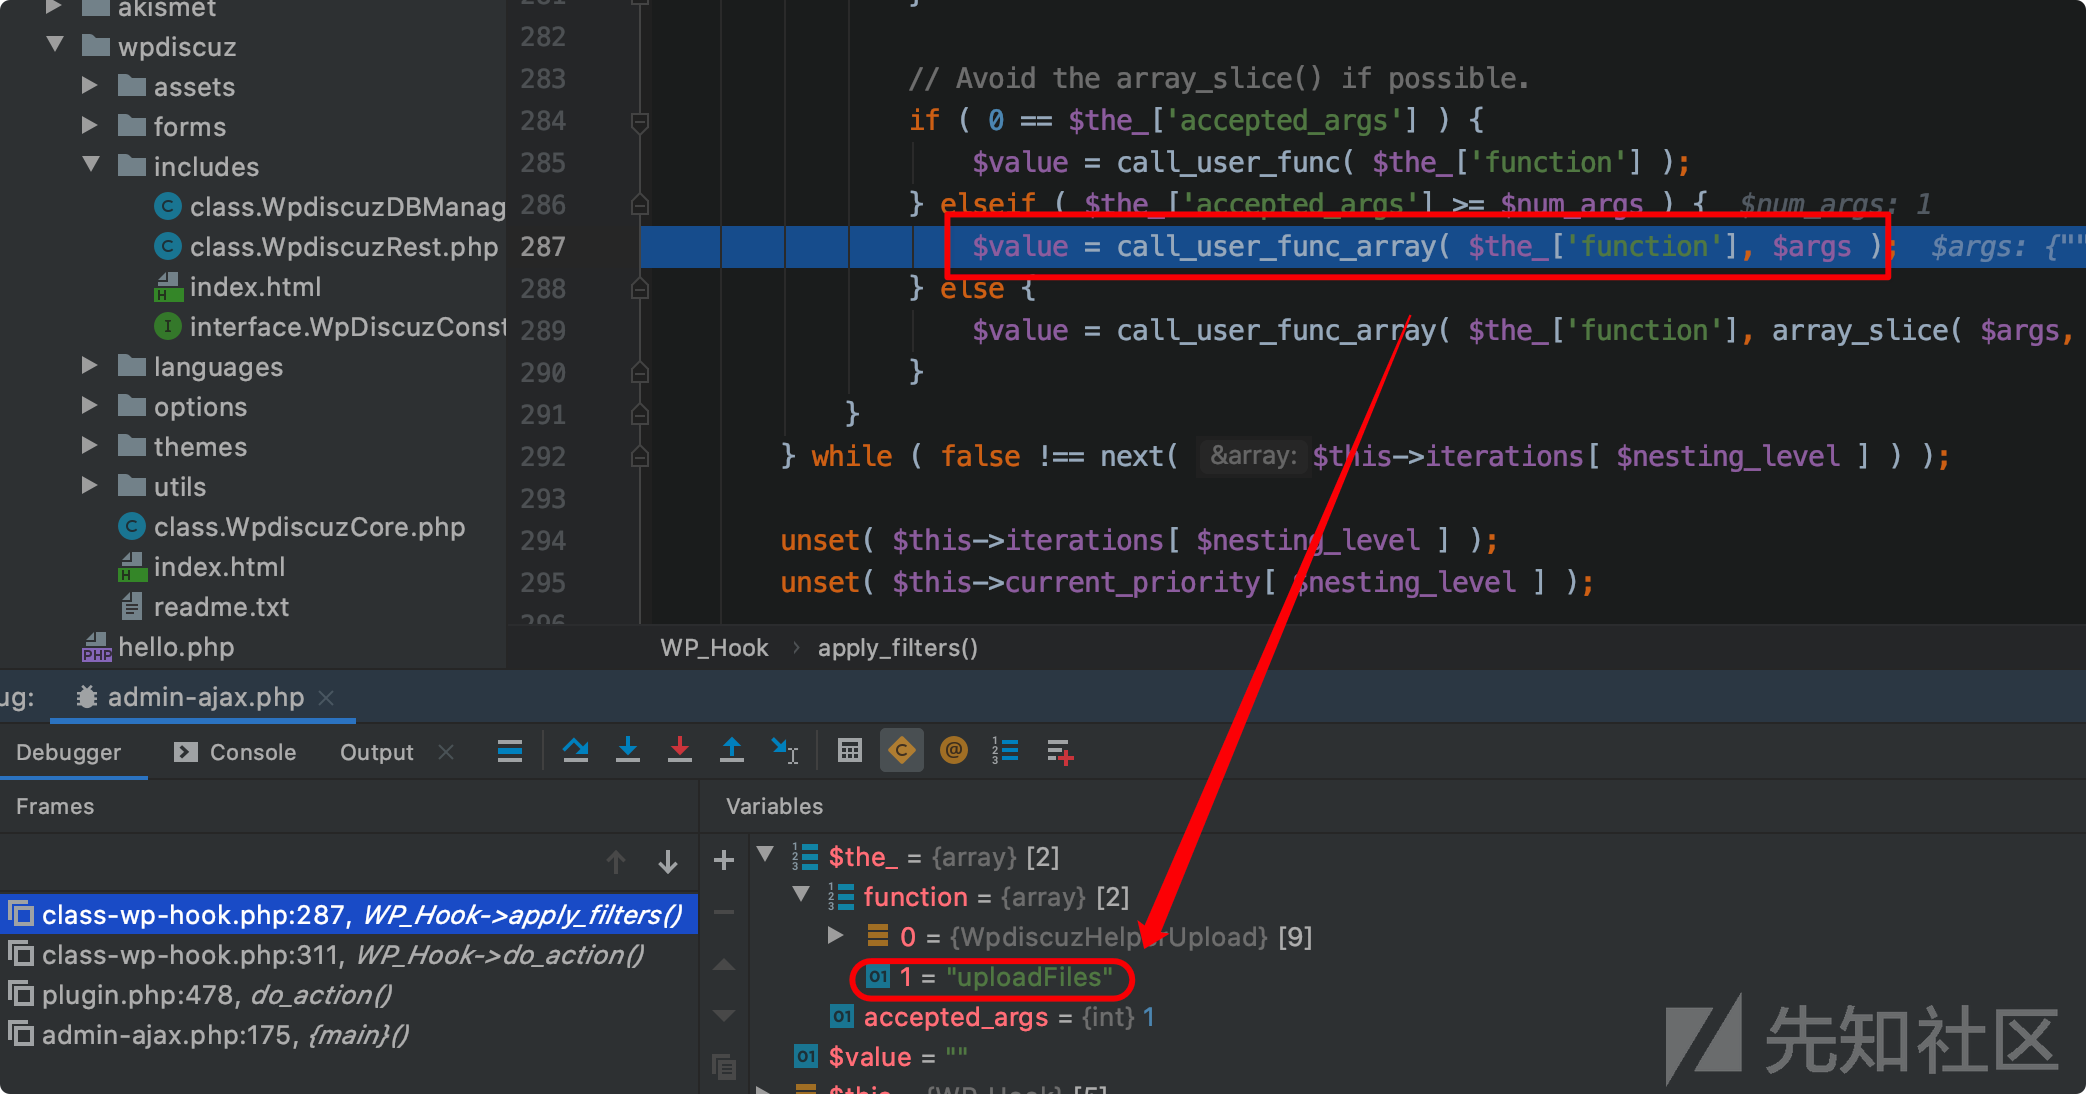 akismet
wpdiscuz
assets
forms
includes
class.WpdiscuzDBManag
class.WpdiscuzRest.php
index.html
interface.WpDiscuzConst
languages
options
themes
utils
class.WpdiscuzCore.php
index.html
readme.txt
hello.php
282
283 // Avoid the array_slice() if possible.
284 if ( 0 == $the_['accepted_args'] ) {
285 $value = call_user_func( $the_['function'] );
286 } elseif ( $the_['accepted_args'] >= $num_args ) { $num_args: 1
287 $value = call_user_func_array( $the_['function'], $args ); $args: {""
288 } else {
289 $value = call_user_func_array( $the_['function'], array_slice( $args,
290 }
291 }
292 } while ( false !== next( &array: $this->iterations[ $nesting_level ] ) );
293
294 unset( $this->iterations[ $nesting_level ] );
295 unset( $this->current_priority[ $nesting_level ] );
296
WP_Hook › apply_filters()
ug: admin-ajax.php
Debugger Console Output
Frames
class-wp-hook.php:287, WP_Hook->apply_filters()
class-wp-hook.php:311, WP_Hook->do_action()
plugin.php:478, do_action()
admin-ajax.php:175, {main}()
Variables
$the_ = {array} [2]
function = {array} [2]
0 = {WpdiscuzHelperUpload} [9]
1 = "uploadFiles"
accepted_args = {int} 1
$value = ""
$this = {WP_Hook} [5]
先知社区